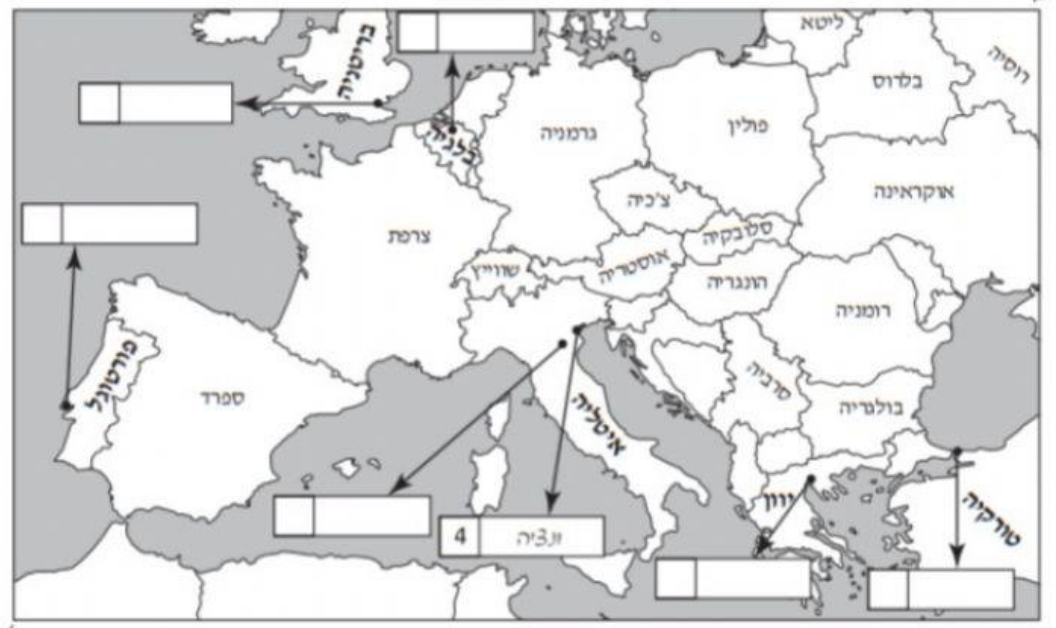 ליטא
רוסיה
בריטניה
בלרוס
פולין
גרמניה
בלגיה
אוקראינה
צ'כיה
צרפת
סלובקיה
אוסטריה
שווייץ
הונגריה
רומניה
פורטוגל
ספרד
סרביה
בולגריה
איטליה
יוון
טורקיה
4 ונציה